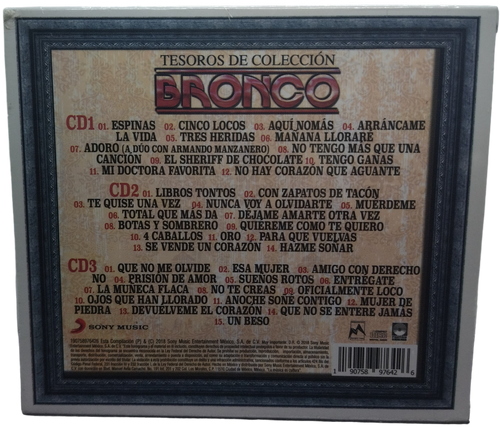 TESOROS DE COLECCIÓN
BRONCO
CD1 01. ESPINAS 02. CINCO LOCOS 03. AQUÍ NOMÁS 04. ARRÁNCAME
LA VIDA 05. TRES HERIDAS 06. MAÑANA LLORARÉ
07. ADORO (A DÚO CON ARMANDO MANZANERO) 08. NO TENGO MAS QUE UNA
CANCIÓN 09. EL SHERIFF DE CHOCOLATE 10. TENGO GANAS
11. MI DOCTORA FAVORITA 12. NO HAY CORAZÓN QUE AGUANTE
CD2 01. LIBROS TONTOS 02. CON ZAPATOS DE TACÓN
03. TE QUISE UNA VEZ 04. NUNCA VOY A OLVIDARTE 05. MUÉRDEME
06. TOTAL QUE MÁS DA 07. DÉJAME AMARTE OTRA VEZ
08. BOTAS Y SOMBRERO 09. QUIÉREME COMO TE QUIERO
10. 4 CABALLOS 11. ORO 12. PARA QUE VUELVAS
13. SE VENDE UN CORAZÓN 14. HAZME SOÑAR
CD3 01. QUE NO ME OLVIDE 02. ESA MUJER 03. AMIGO CON DERECHO
NO 04. PRISIÓN DE AMOR 05. SUEÑOS ROTOS 06. ENTRÉGATE
07. LA MUÑECA FLACA 08. NO TE CREAS 09. OFICIALMENTE LOCO
10. OJOS QUE HAN LLORADO 11. ANOCHE SOÑÉ CONTIGO 12. MUJER DE
PIEDRA 13. DEVUÉLVEME EL CORAZÓN 14. QUE NO SE ENTERE JAMÁS
15. UN BESO
SONY MUSIC
1 90758 97642 6